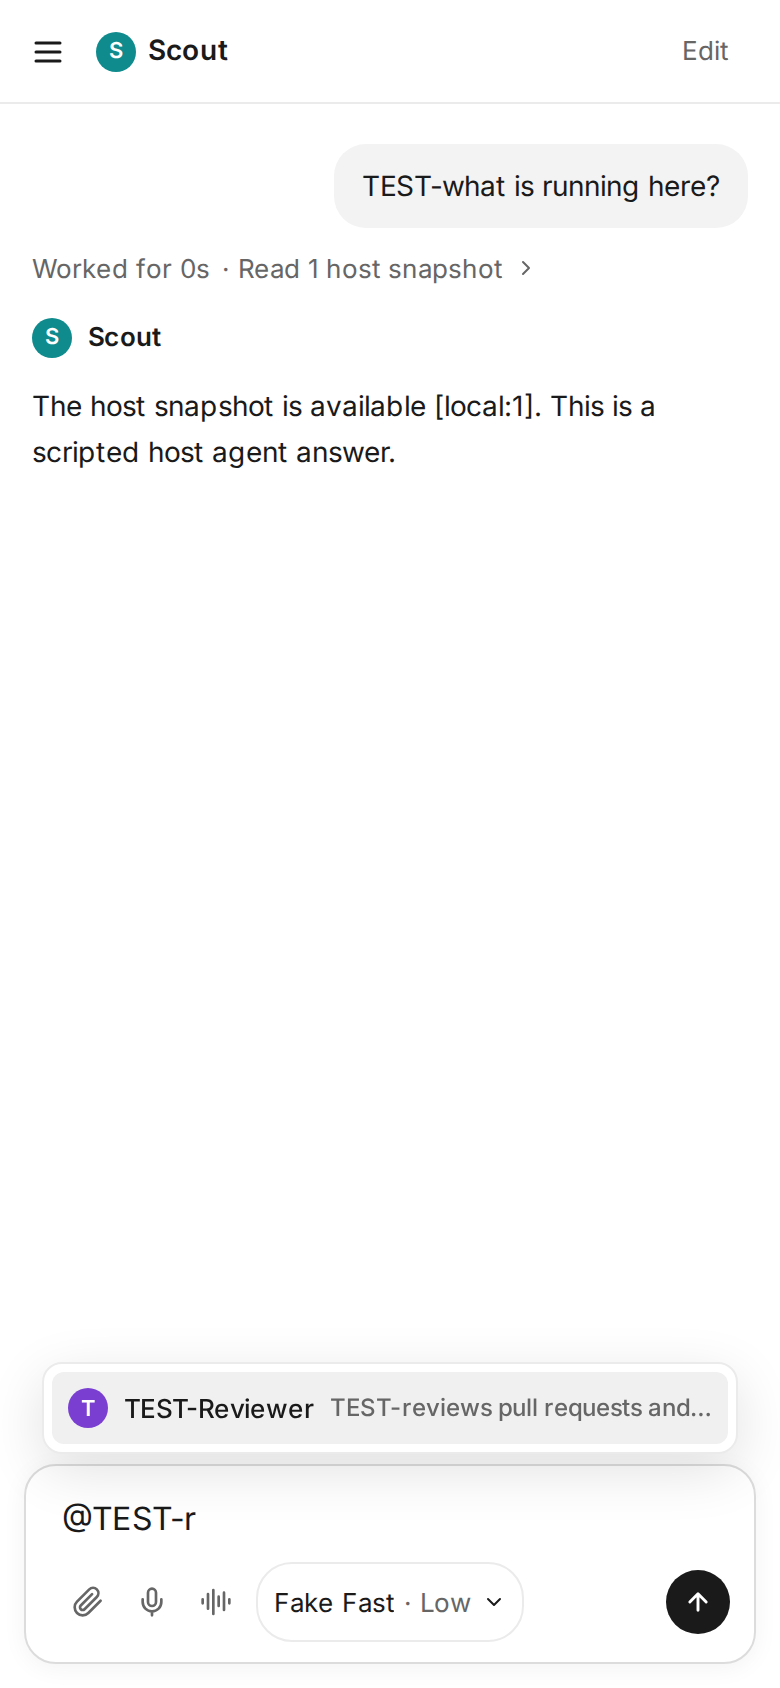 S Scout Edit
TEST-what is running here?
Worked for 0s · Read 1 host snapshot
S Scout
The host snapshot is available [local:1]. This is a
scripted host agent answer.
T TEST-Reviewer TEST-reviews pull requests and...
@TEST-r
Fake Fast · Low